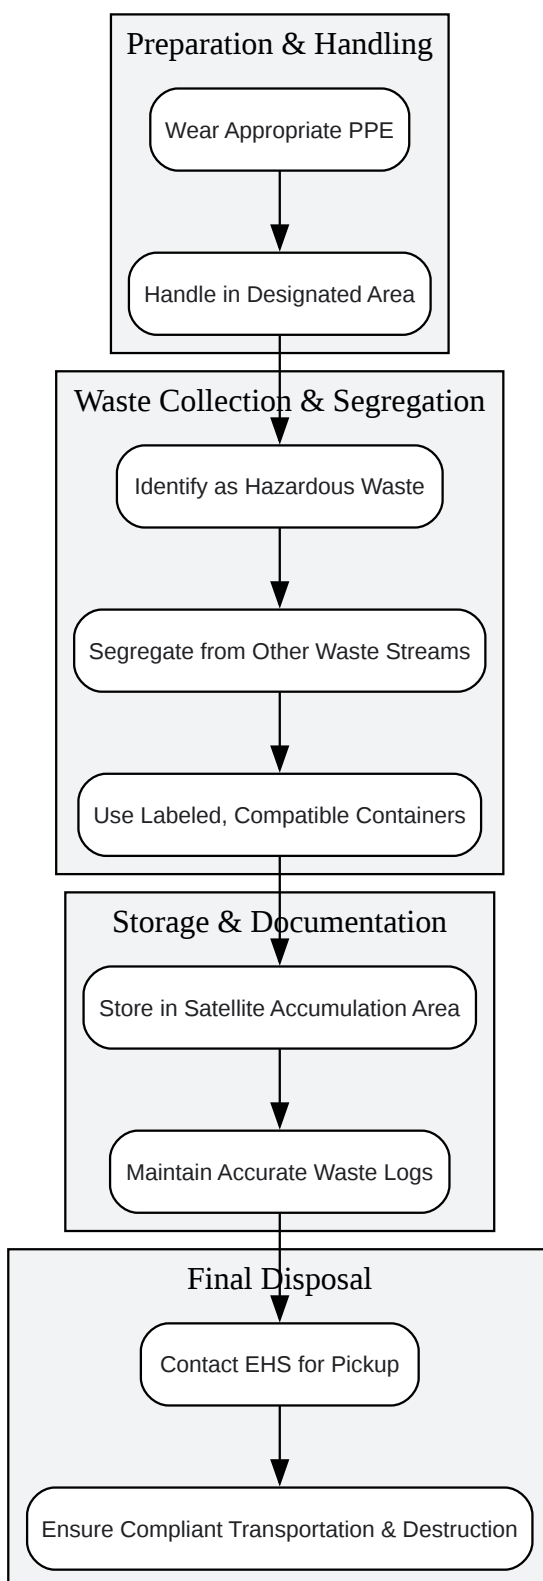 Preparation & Handling
Wear Appropriate PPE
Handle in Designated Area
Waste Collection & Segregation
Identify as Hazardous Waste
Segregate from Other Waste Streams
Use Labeled, Compatible Containers
Storage & Documentation
Store in Satellite Accumulation Area
Maintain Accurate Waste Logs
Final Disposal
Contact EHS for Pickup
Ensure Compliant Transportation & Destruction